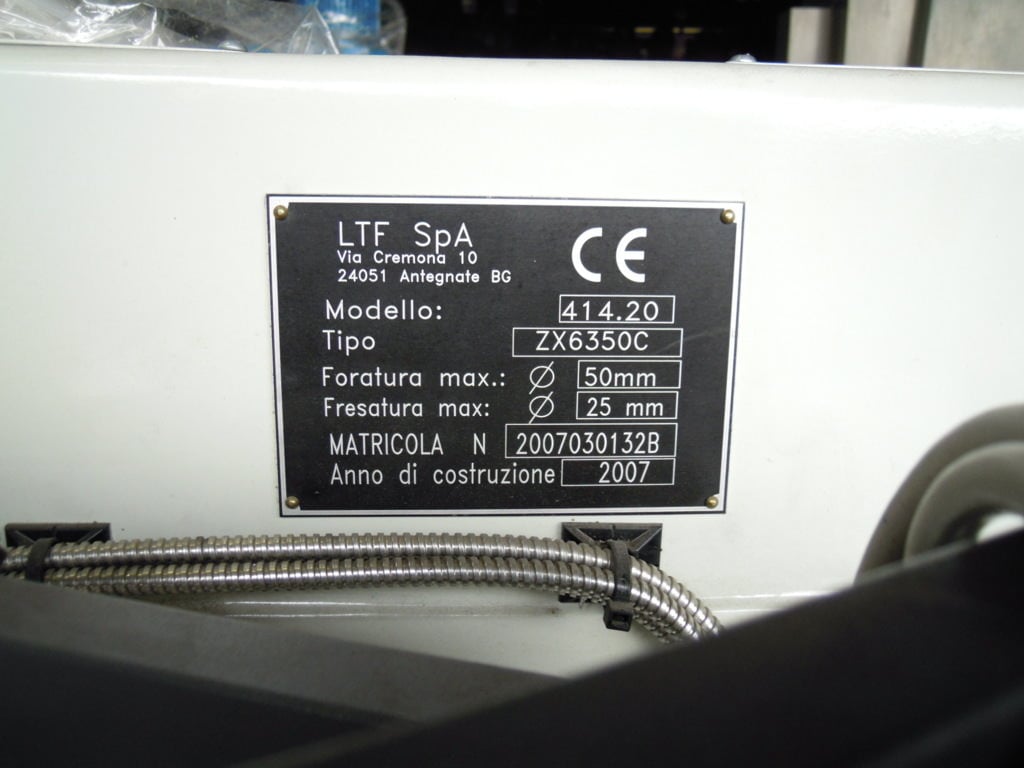 LTF SpA
Via Cremona 10
24051 Antegnate BG
CE
Modello: 414.20
Tipo ZX6350C
Foratura max.: Ø 50mm
Fresatura max: Ø 25 mm
MATRICOLA N 2007030132B
Anno di costruzione 2007